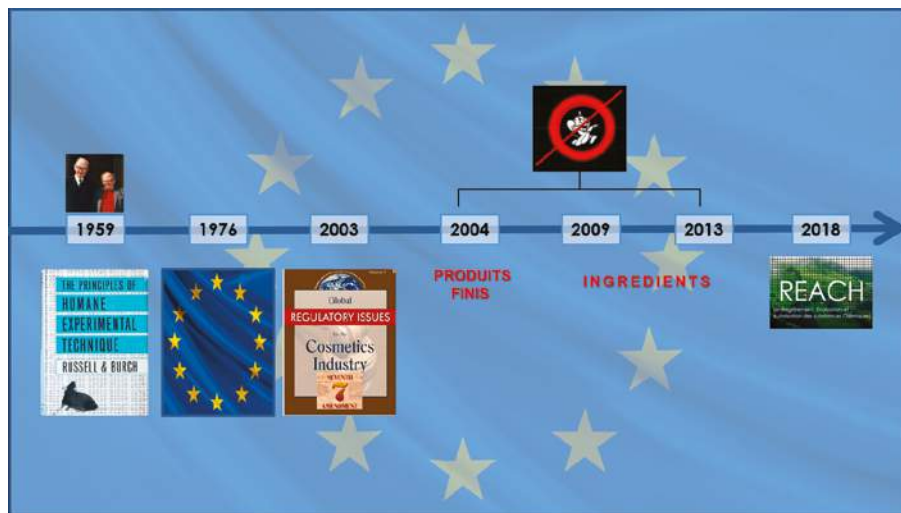 1959
1976
2003
2004
2009
2013
2018
PRODUITS
FINIS
INGREDIENTS
THE PRINCIPLES OF
HUMANE
EXPERIMENTAL
TECHNIQUE
RUSSELL & BURCH
Global
REGULATORY ISSUES
Cosmetics
Industry
SEVENTH
7
AMENDMENT
REACH